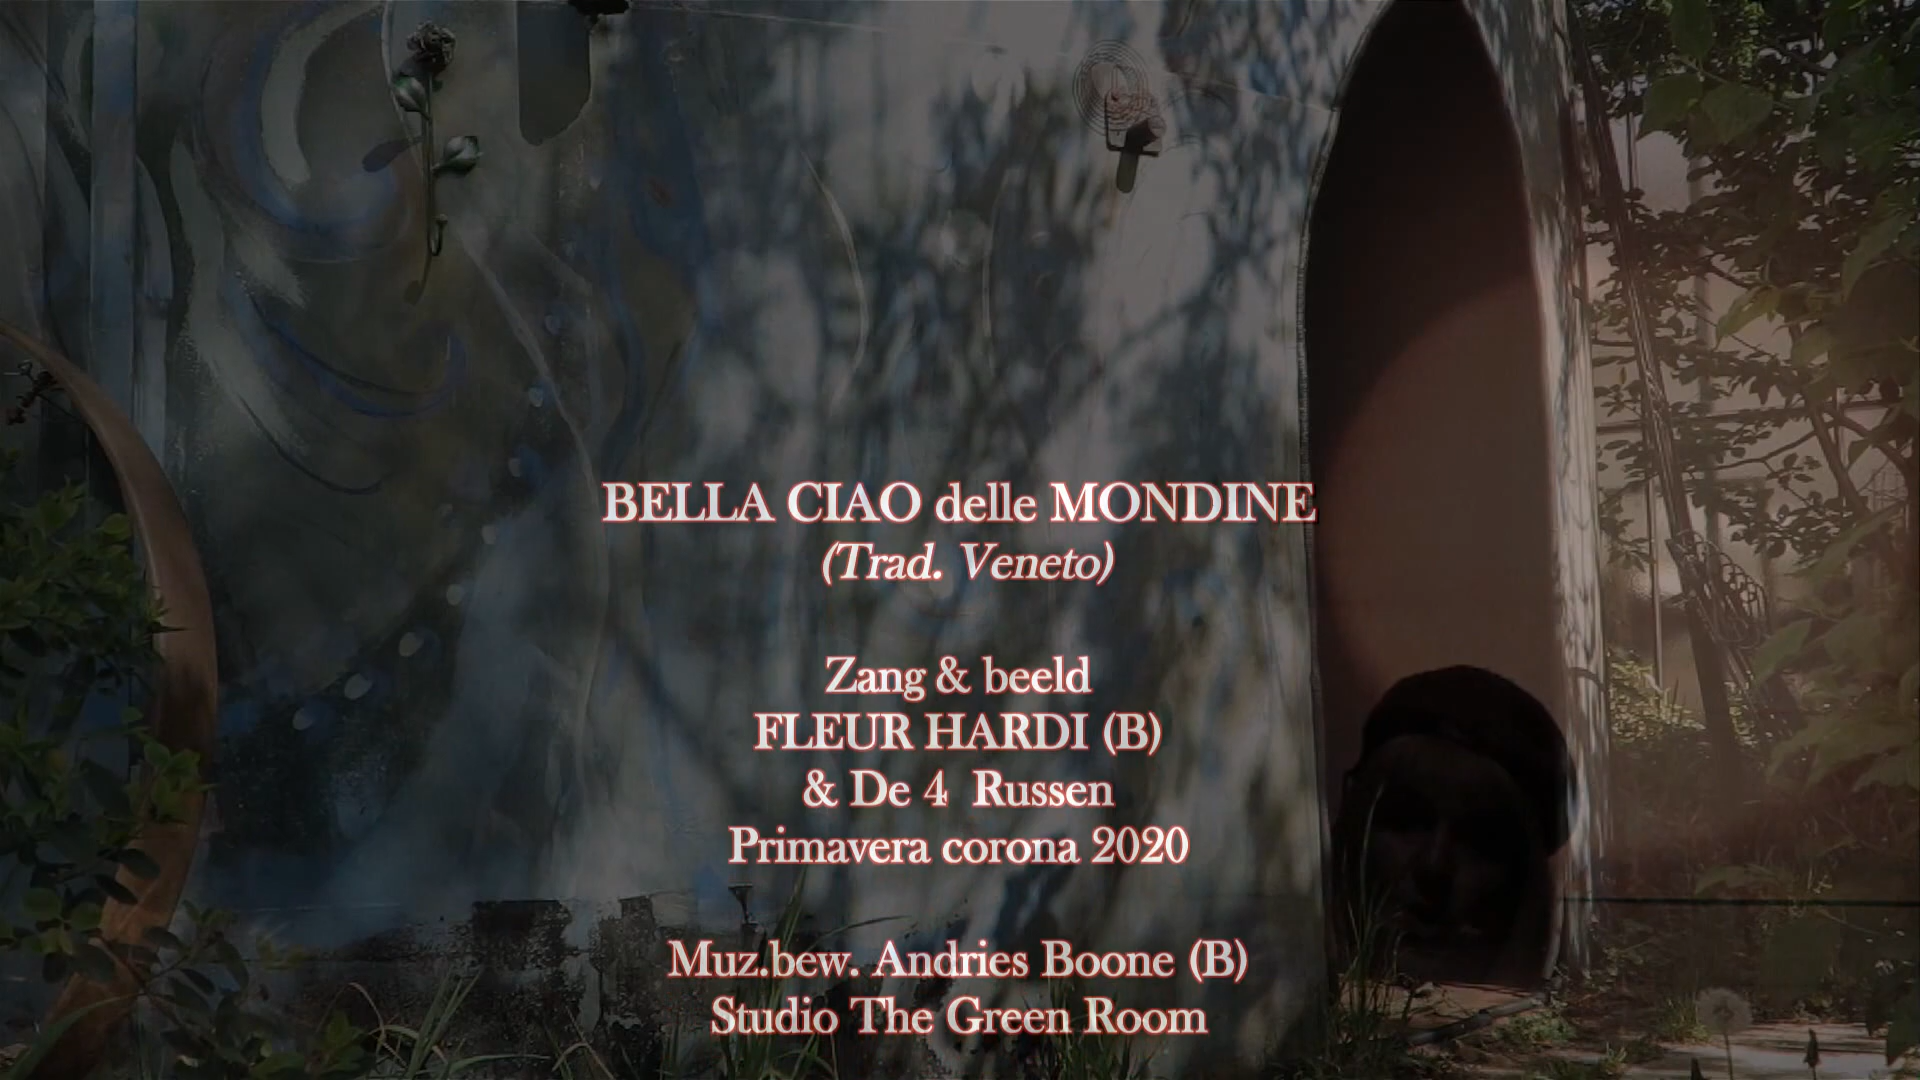 BELLA CIAO delle MONDINE
(Trad. Veneto)
Zang & beeld
FLEUR HARDI (B)
& De 4 Russen
Primavera corona 2020
Muz.bew. Andries Boone (B)
Studio The Green Room